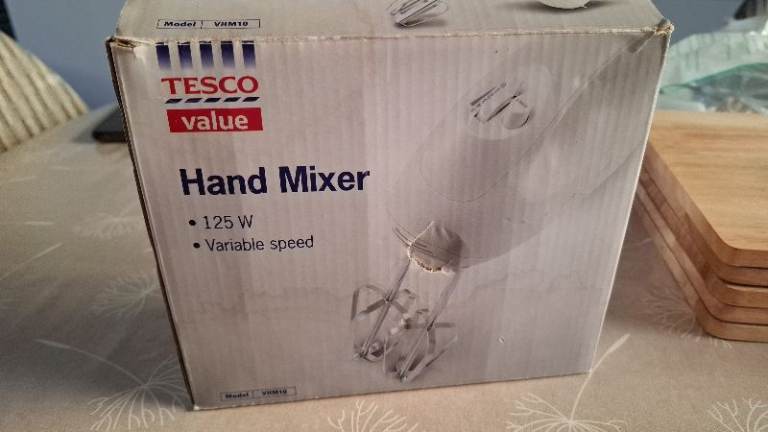 Model VHM10
TESCO
value
Hand Mixer
• 125 W
• Variable speed
Model VHM10